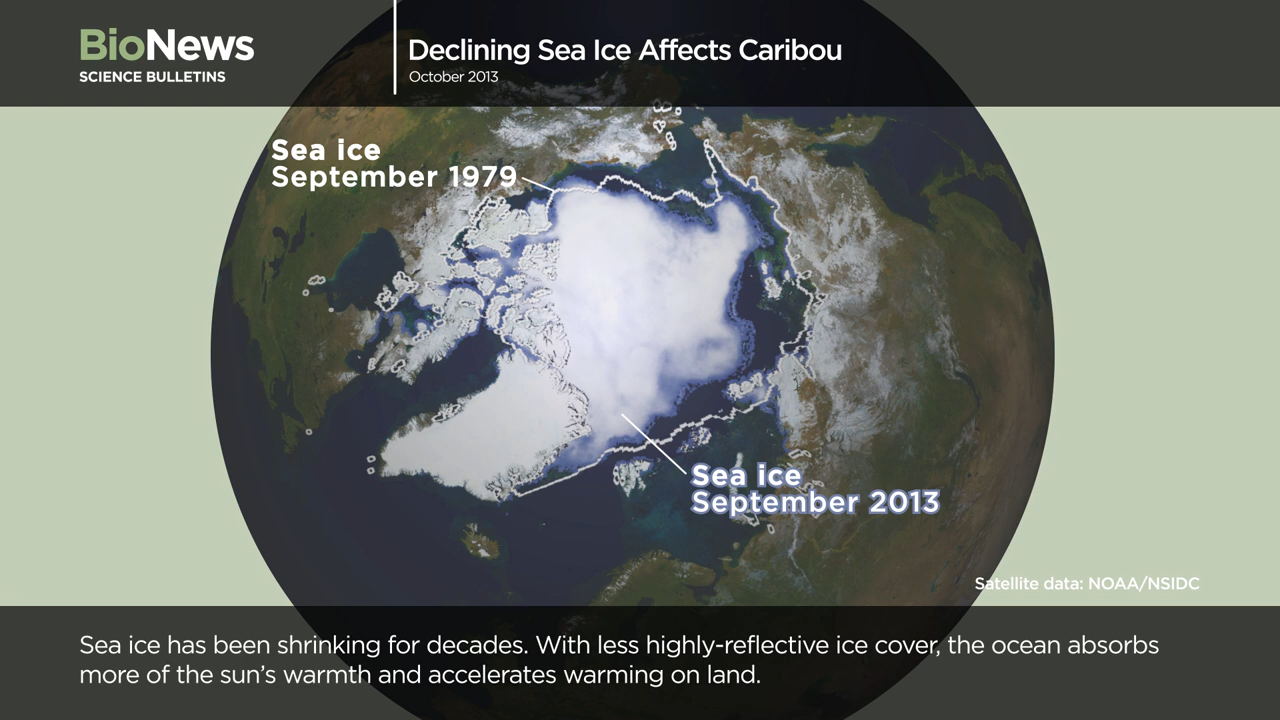 BioNews
SCIENCE BULLETINS
Declining Sea Ice Affects Caribou
October 2013
Sea ice
September 1979
Sea ice
September 2013
Satellite data: NOAA/NSIDC
Sea ice has been shrinking for decades. With less highly-reflective ice cover, the ocean absorbs
more of the sun’s warmth and accelerates warming on land.